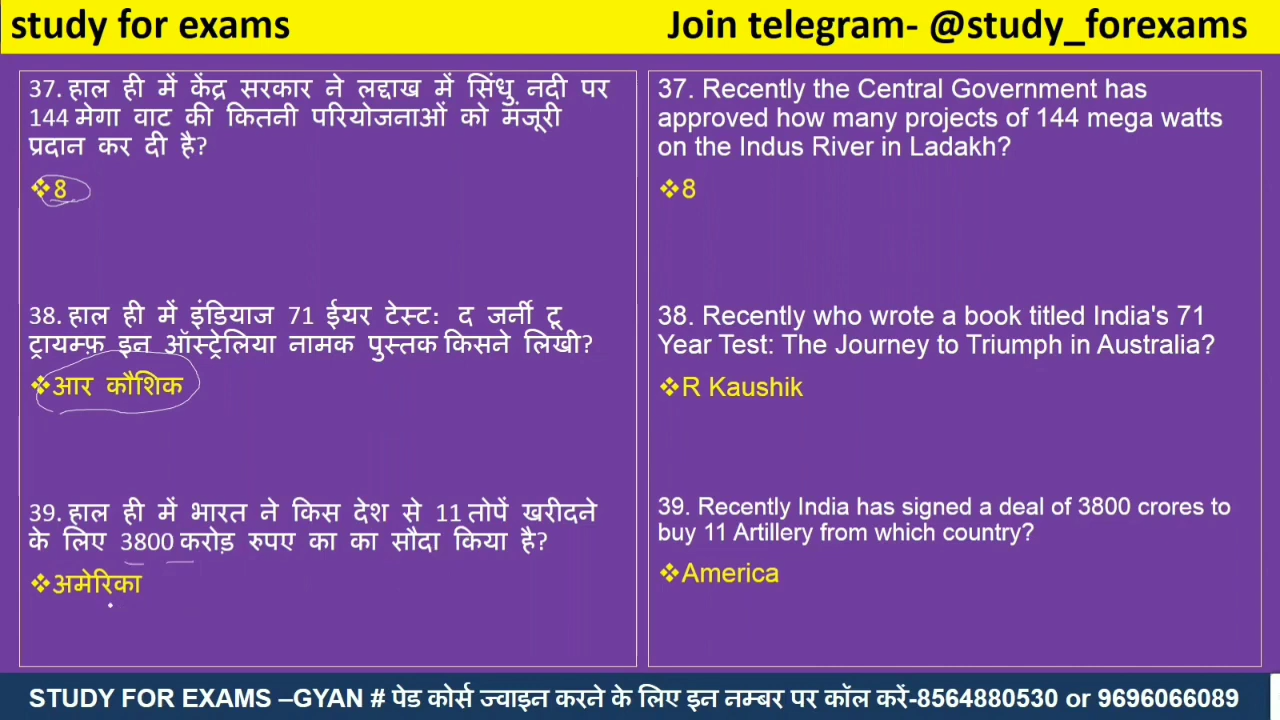 study for exams
Join telegram- @study_forexams
37. हाल ही में केंद्र सरकार ने लद्दाख में सिंधु नदी पर
144 मेगा वाट की कितनी परियोजनाओं को मंजूरी
प्रदान कर दी है?
❖8
38. हाल ही में इंडियाज 71 ईयर टेस्ट: द जर्नी टू
ट्रायम्फ़ इन ऑस्ट्रेलिया नामक पुस्तक किसने लिखी?
❖आर कौशिक
39. हाल ही में भारत ने किस देश से 11 तोपें खरीदने
के लिए 3800 करोड़ रुपए का का सौदा किया है?
❖अमेरिका
37. Recently the Central Government has
approved how many projects of 144 mega watts
on the Indus River in Ladakh?
❖8
38. Recently who wrote a book titled India's 71
Year Test: The Journey to Triumph in Australia?
❖R Kaushik
39. Recently India has signed a deal of 3800 crores to
buy 11 Artillery from which country?
❖America
STUDY FOR EXAMS –GYAN # पेड कोर्स ज्वाइन करने के लिए इन नम्बर पर कॉल करें-8564880530 or 9696066089